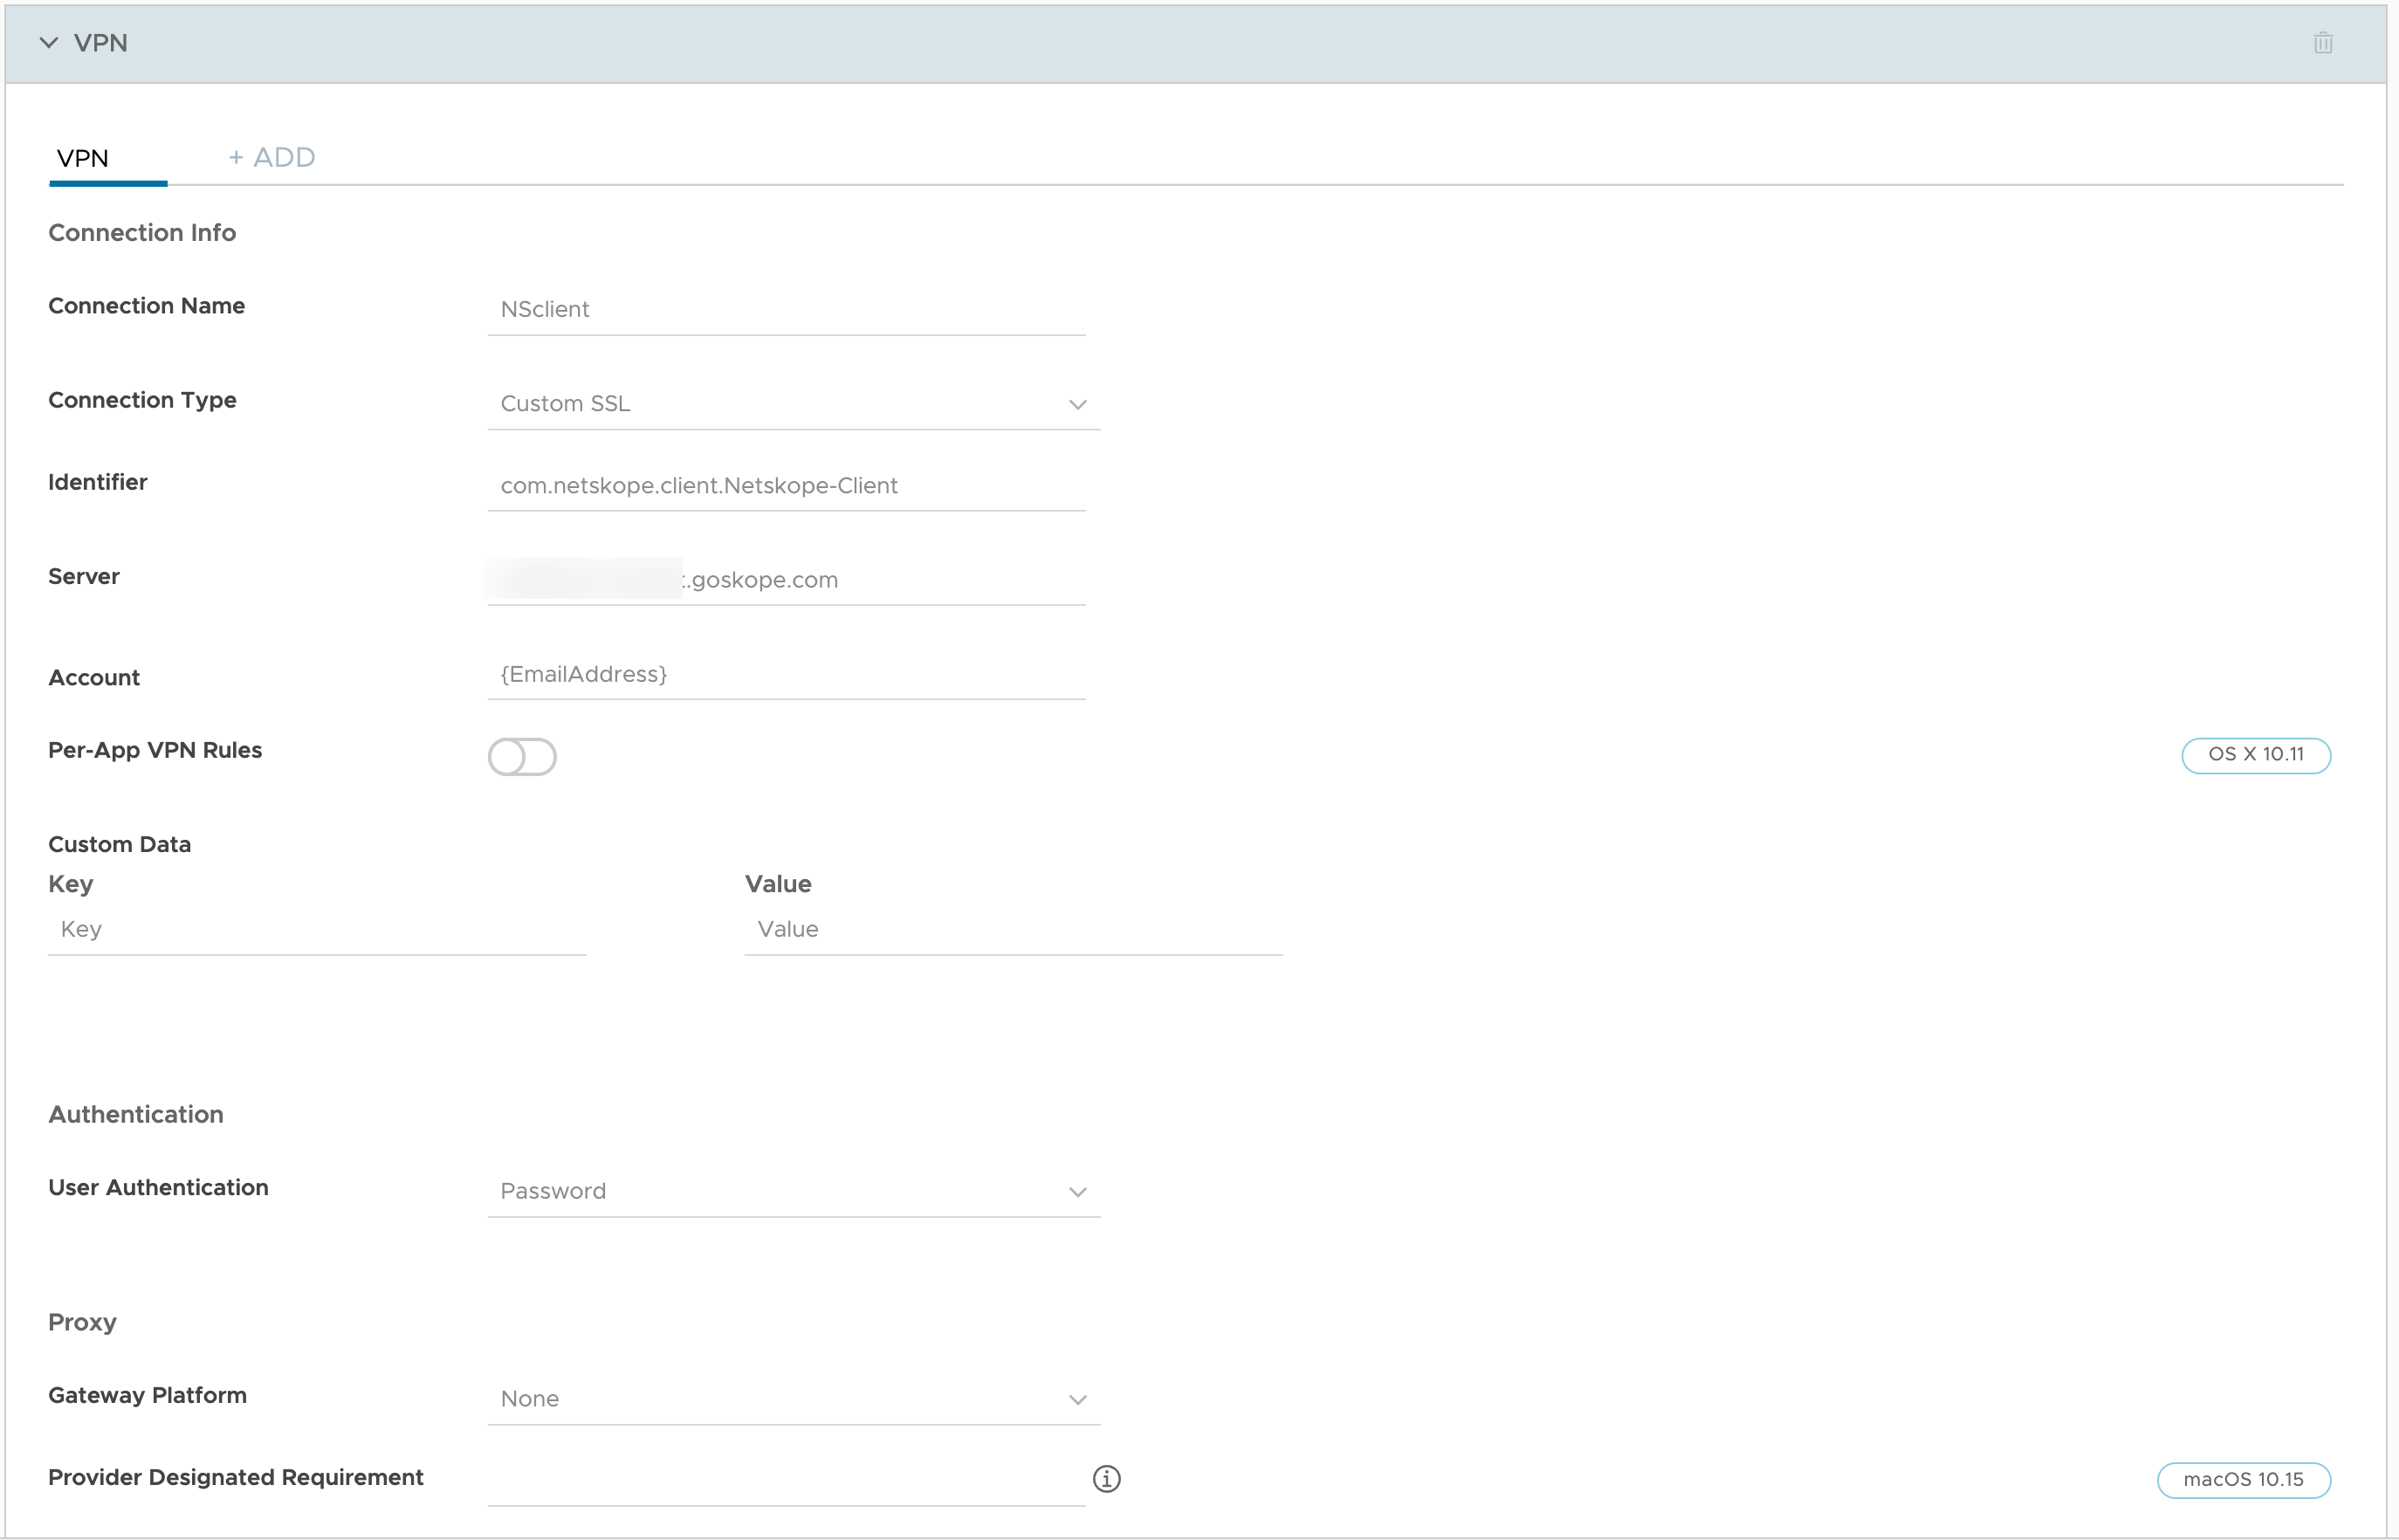 VPN
VPN
+ ADD
Connection Info
Connection Name
NSclient
Connection Type
Custom SSL
Identifier
com.netskope.client.Netskope-Client
Server
.goskope.com
Account
{EmailAddress}
Per-App VPN Rules
OS X 10.11
Custom Data
Key
Value
Key
Value
Authentication
User Authentication
Password
Proxy
Gateway Platform
None
Provider Designated Requirement
macOS 10.15